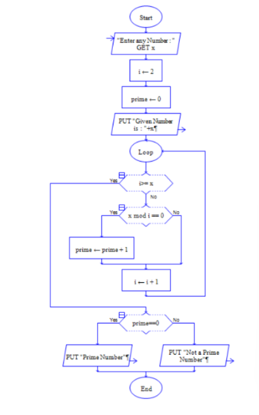 Start
"Enter any Number : "
GET x
i ← 2
prime ← 0
PUT "Given Number
is : "+x¶
Loop
i>= x
Yes
No
x mod i == 0
Yes
No
prime ← prime + 1
i ← i + 1
prime==0
Yes
No
PUT "Prime Number"¶
PUT "Not a Prime
Number"¶
End